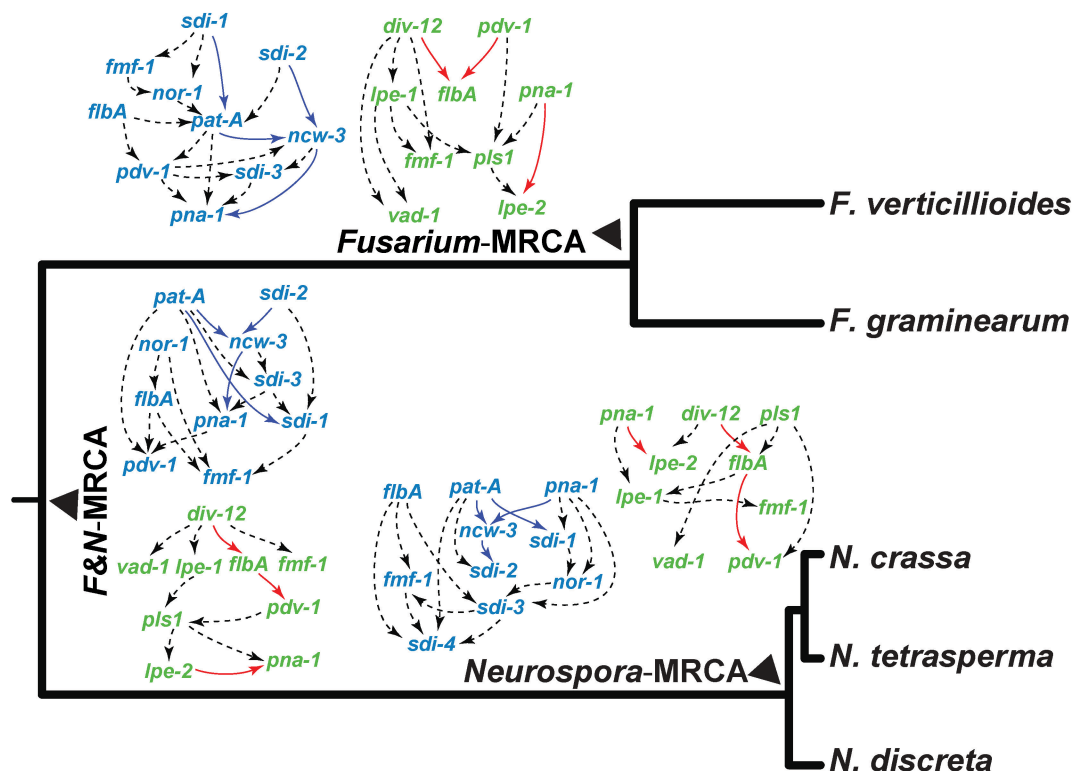 sdi-1
sdi-2
fmf-1
nor-1
flbA
pat-A
ncw-3
pdv-1
sdi-3
pna-1
div-12
pdv-1
lpe-1
flbA
pna-1
fmf-1
pls1
vad-1
lpe-2
Fusarium-MRCA
F. verticillioides
F. graminearum
pat-A
sdi-2
nor-1
ncw-3
sdi-3
flbA
pna-1
sdi-1
pdv-1
fmf-1
F&N-MRCA
div-12
vad-1
lpe-1
flbA
fmf-1
pdv-1
pls1
lpe-2
pna-1
flbA
pat-A
pna-1
ncw-3
sdi-1
fmf-1
sdi-2
nor-1
sdi-3
sdi-4
pna-1
div-12
pls1
lpe-2
flbA
lpe-1
fmf-1
vad-1
pdv-1
Neurospora-MRCA
N. crassa
N. tetrasperma
N. discreta